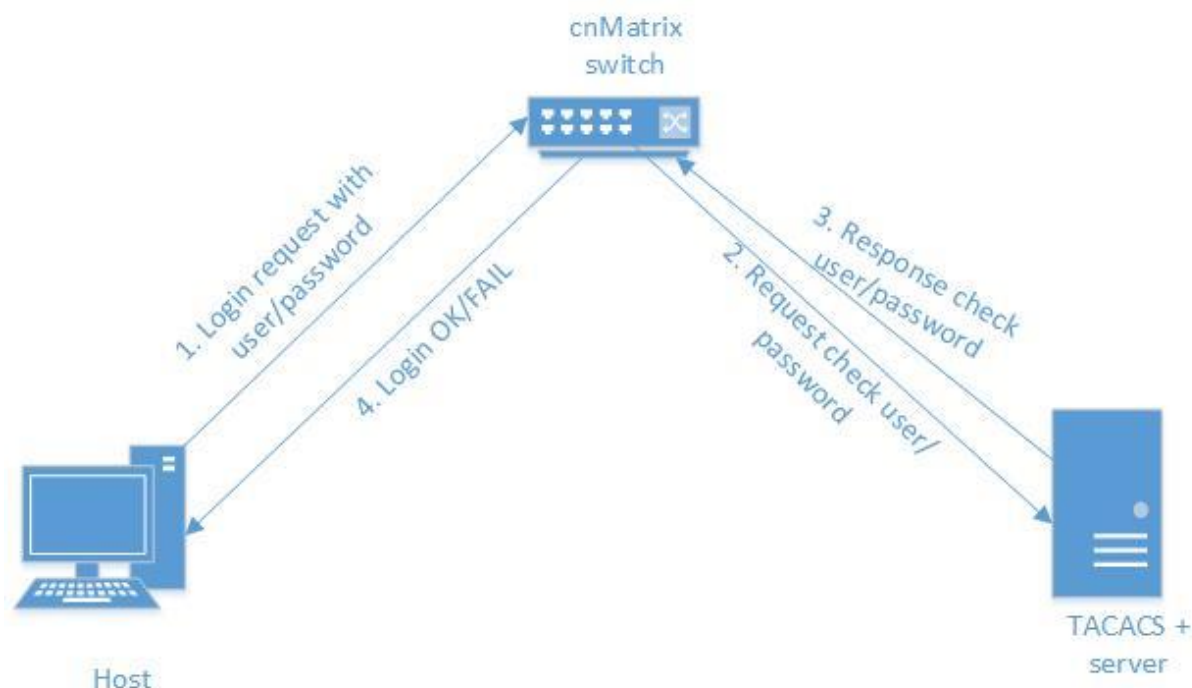 cnMatrix
switch
1. Login request with
user/password
4. Login OK/FAIL
3. Response check
user/password
2. Request check user/
password
Host
TACACS +
server